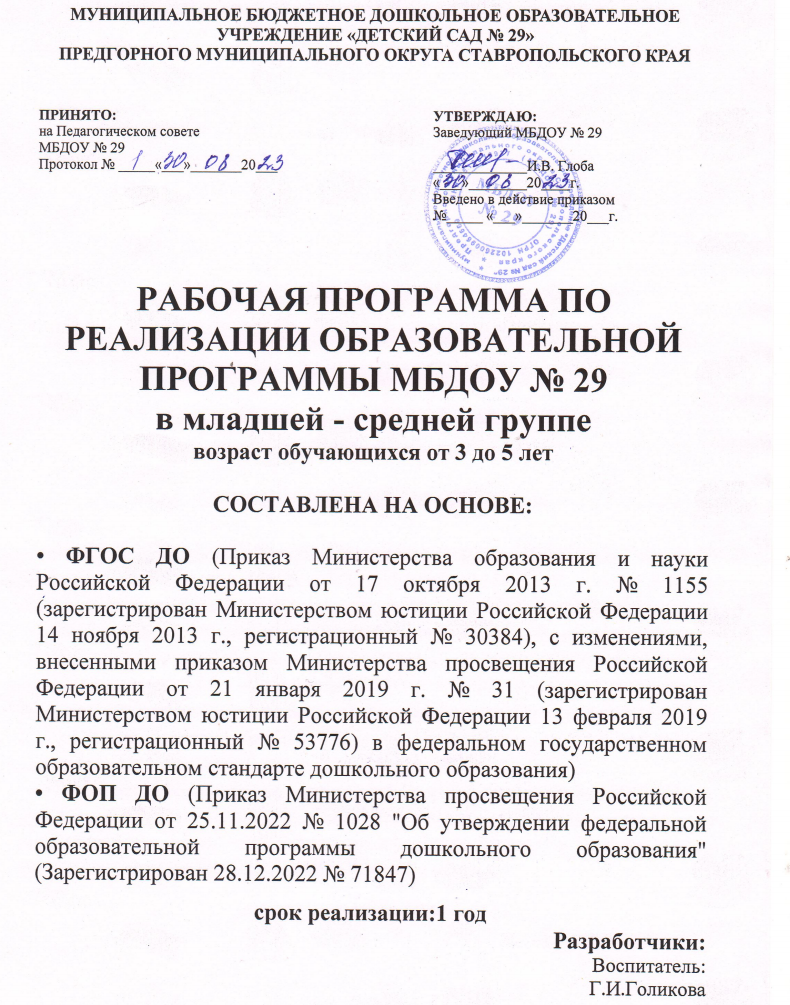 МУНИЦИПАЛЬНОЕ БЮДЖЕТНОЕ ДОШКОЛЬНОЕ ОБРАЗОВАТЕЛЬНОЕ
УЧРЕЖДЕНИЕ «ДЕТСКИЙ САД № 29»
ПРЕДГОРНОГО МУНИЦИПАЛЬНОГО ОКРУГА СТАВРОПОЛЬСКОГО КРАЯ
ПРИНЯТО:
на Педагогическом совете
МБДОУ № 29
Протокол № 1 «30» 08 2023
УТВЕРЖДАЮ:
Заведующий МБДОУ № 29
И.В. Глоба
«30» 08 2023г.
Введено в действие приказом
№_____ «___»_______20___г.
МБДОУ
№ 29
РАБОЧАЯ ПРОГРАММА ПО
РЕАЛИЗАЦИИ ОБРАЗОВАТЕЛЬНОЙ
ПРОГРАММЫ МБДОУ № 29
в младшей - средней группе
возраст обучающихся от 3 до 5 лет
СОСТАВЛЕНА НА ОСНОВЕ:
• ФГОС ДО (Приказ Министерства образования и науки
Российской Федерации от 17 октября 2013 г. № 1155
(зарегистрирован Министерством юстиции Российской Федерации
14 ноября 2013 г., регистрационный № 30384), с изменениями,
внесенными приказом Министерства просвещения Российской
Федерации от 21 января 2019 г. № 31 (зарегистрирован
Министерством юстиции Российской Федерации 13 февраля 2019
г., регистрационный № 53776) в федеральном государственном
образовательном стандарте дошкольного образования)
• ФОП ДО (Приказ Министерства просвещения Российской
Федерации от 25.11.2022 № 1028 "Об утверждении федеральной
образовательной программы дошкольного образования"
(Зарегистрирован 28.12.2022 № 71847)
срок реализации:1 год
Разработчики:
Воспитатель:
Г.И.Голикова